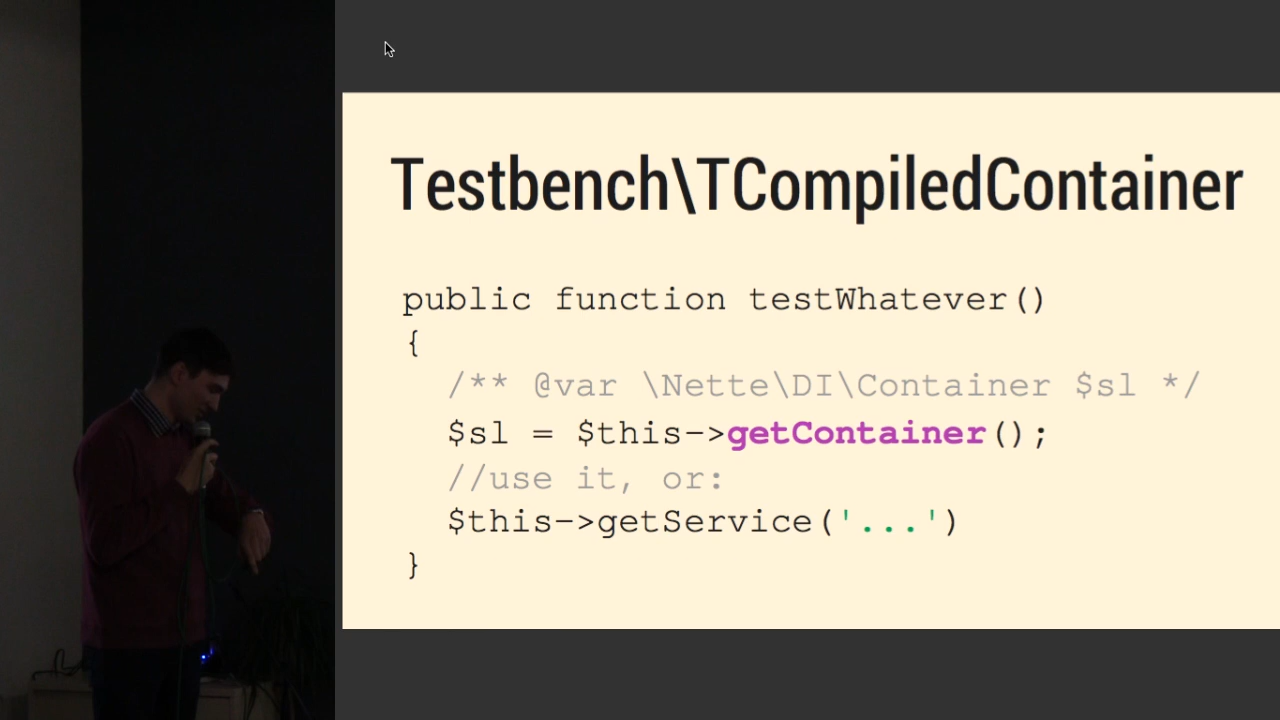 Testbench\TCompiledContainer
public function testWhatever()
{
/** @var \Nette\DI\Container $sl */
$sl = $this->getContainer();
//use it, or:
$this->getService('...')
}